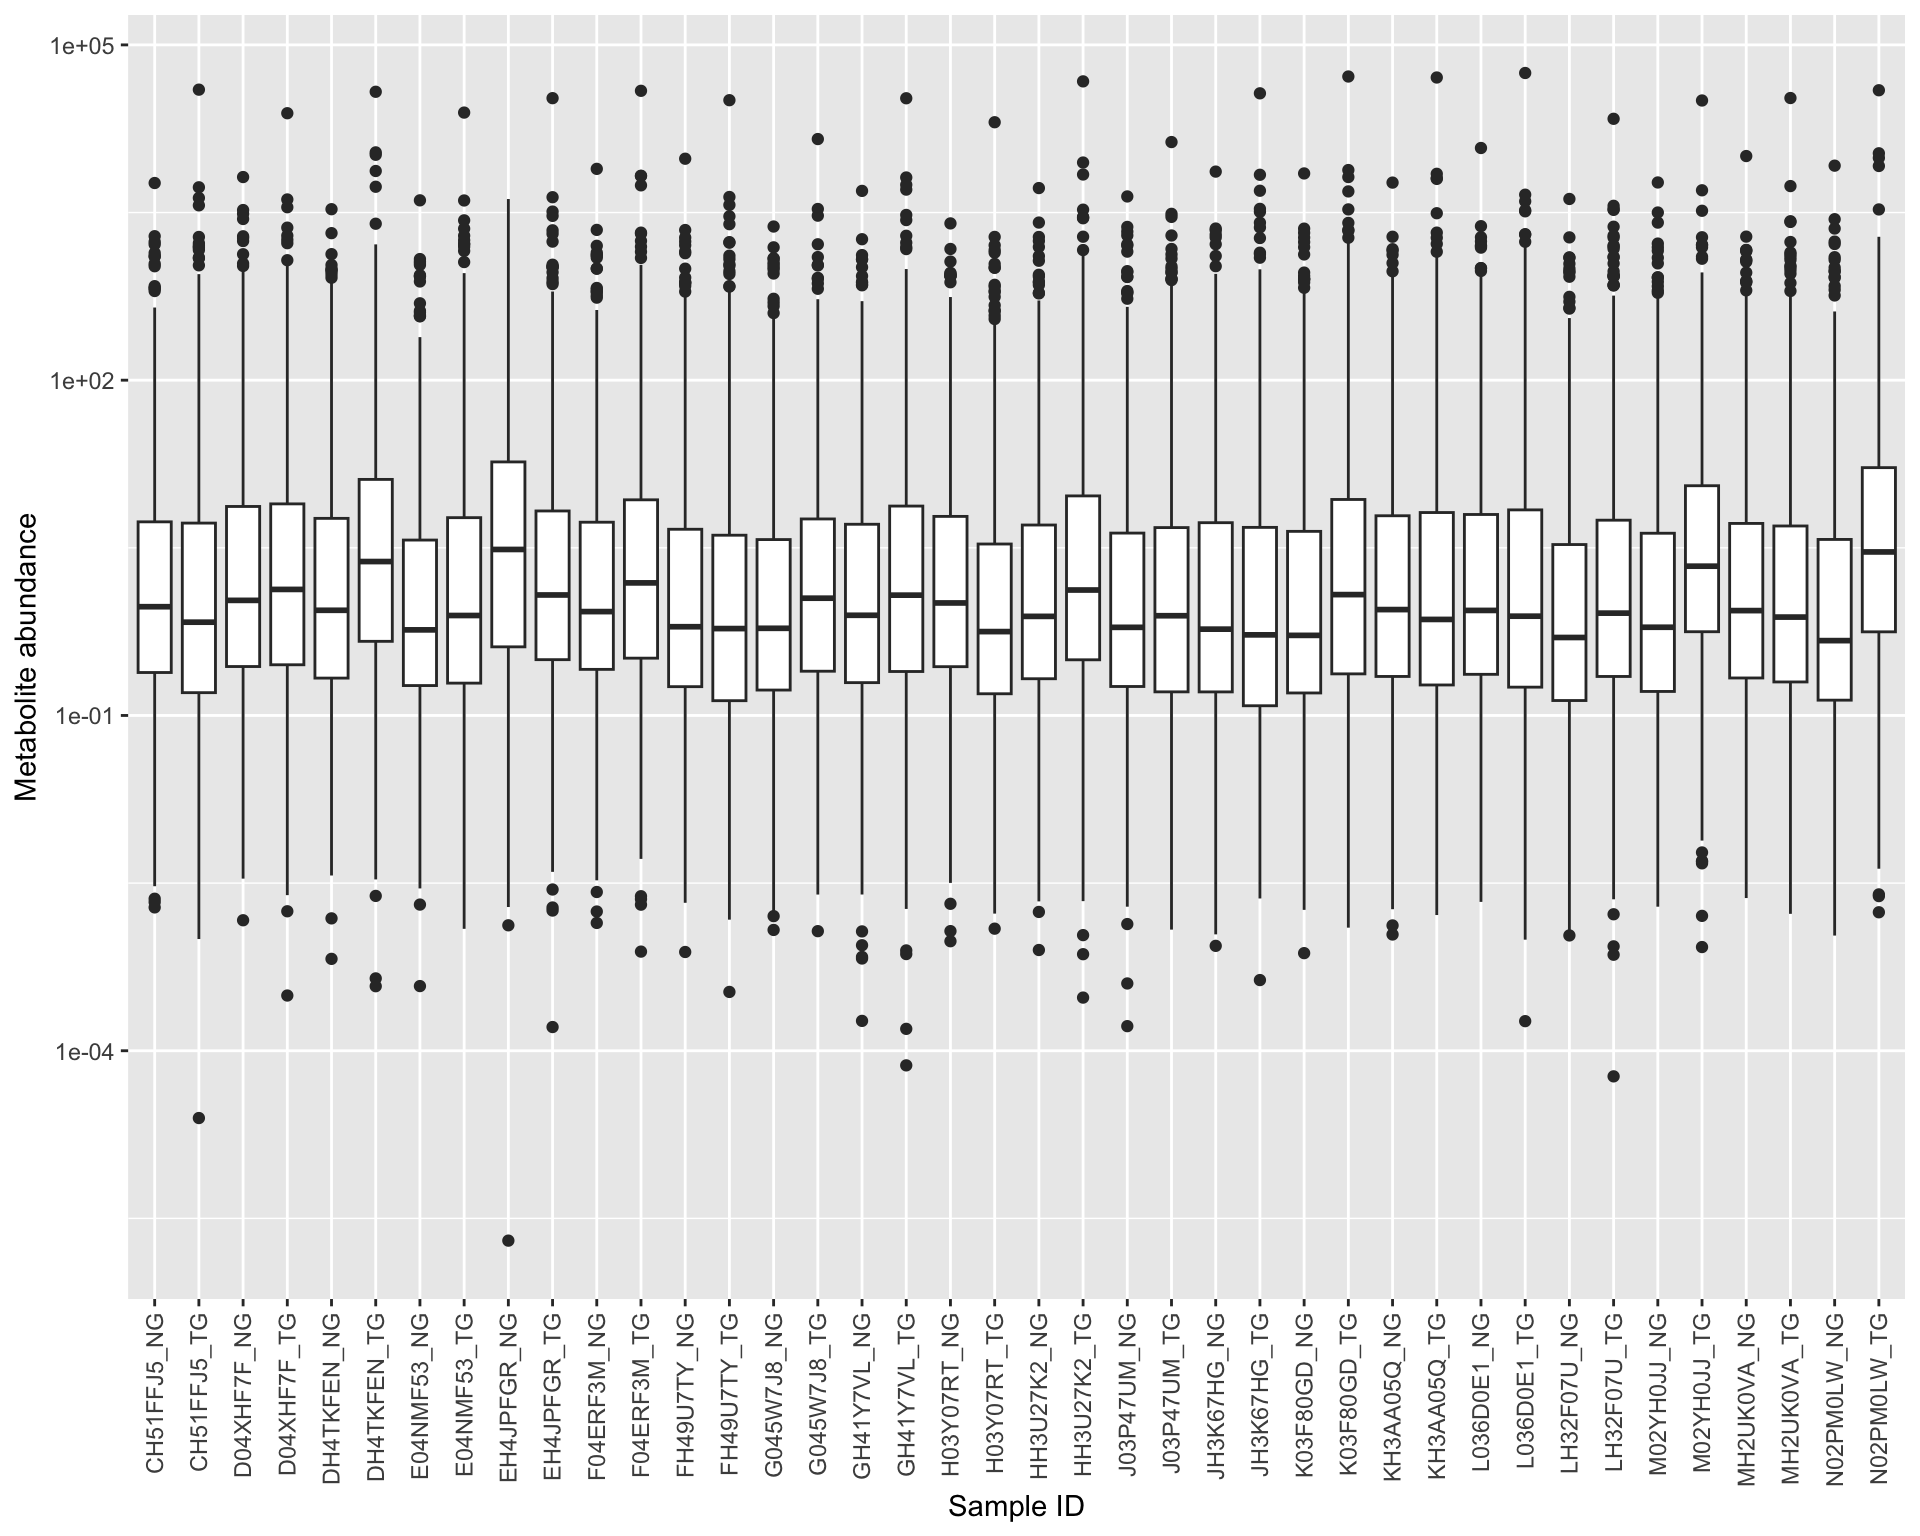 1e+05
1e+02
1e-01
1e-04
Metabolite abundance
CH51FFJ5_NG
CH51FFJ5_TG
D04XHF7F_NG
D04XHF7F_TG
DH4TKFEN_NG
DH4TKFEN_TG
E04NMF53_NG
E04NMF53_TG
EH4JPFGR_NG
EH4JPFGR_TG
F04ERF3M_NG
F04ERF3M_TG
FH49U7TY_NG
FH49U7TY_TG
G045W7J8_NG
G045W7J8_TG
GH41Y7VL_NG
GH41Y7VL_TG
H03Y07RT_NG
H03Y07RT_TG
HH3U27K2_NG
HH3U27K2_TG
J03P47UM_NG
J03P47UM_TG
JH3K67HG_NG
JH3K67HG_TG
K03F80GD_NG
K03F80GD_TG
KH3AA05Q_NG
KH3AA05Q_TG
L036D0E1_NG
L036D0E1_TG
LH32F07U_NG
LH32F07U_TG
M02YH0JJ_NG
M02YH0JJ_TG
MH2UK0VA_NG
MH2UK0VA_TG
N02PM0LW_NG
N02PM0LW_TG
Sample ID